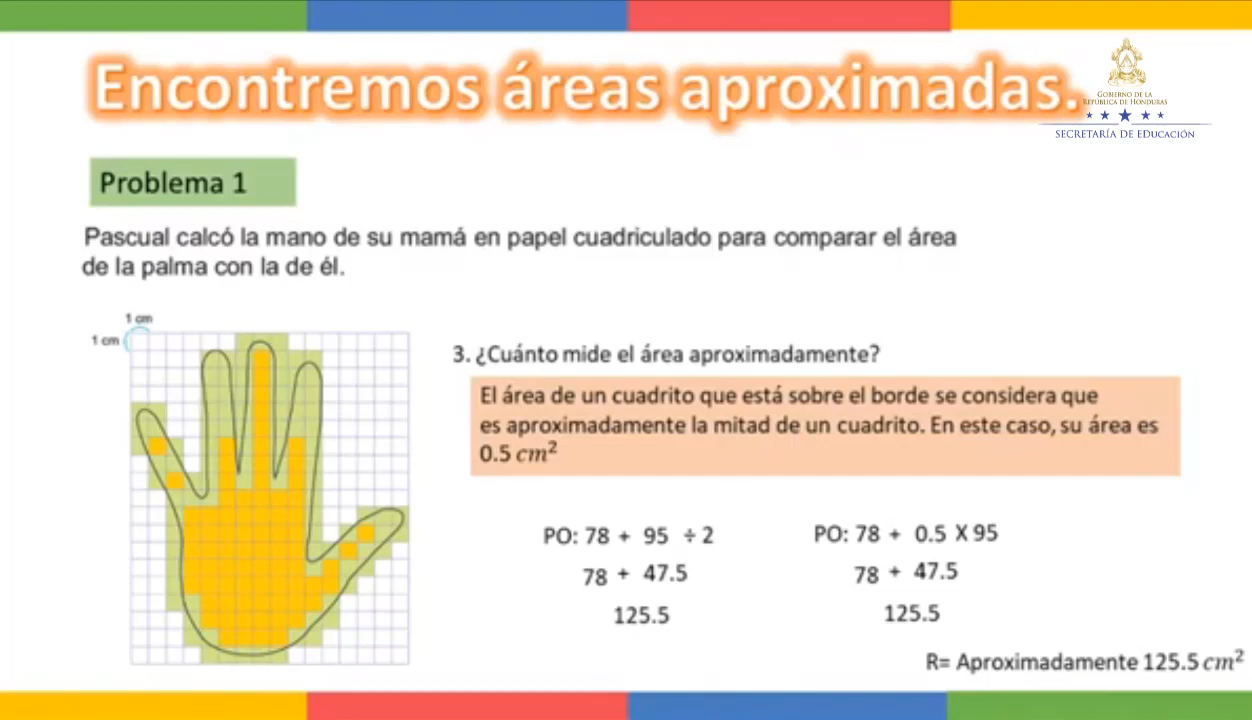 Encontremos áreas aproximadas.
GOBIERNO DE LA
REPÚBLICA DE HONDURAS
SECRETARÍA DE EDUCACIÓN
Problema 1
Pascual calcó la mano de su mamá en papel cuadriculado para comparar el área
de la palma con la de él.
1 cm
1 cm
3. ¿Cuánto mide el área aproximadamente?
El área de un cuadrito que está sobre el borde se considera que
es aproximadamente la mitad de un cuadrito. En este caso, su área es
0.5 cm²
PO: 78 + 95 ÷ 2
78 + 47.5
125.5
PO: 78 + 0.5 X 95
78 + 47.5
125.5
R= Aproximadamente 125.5 cm²